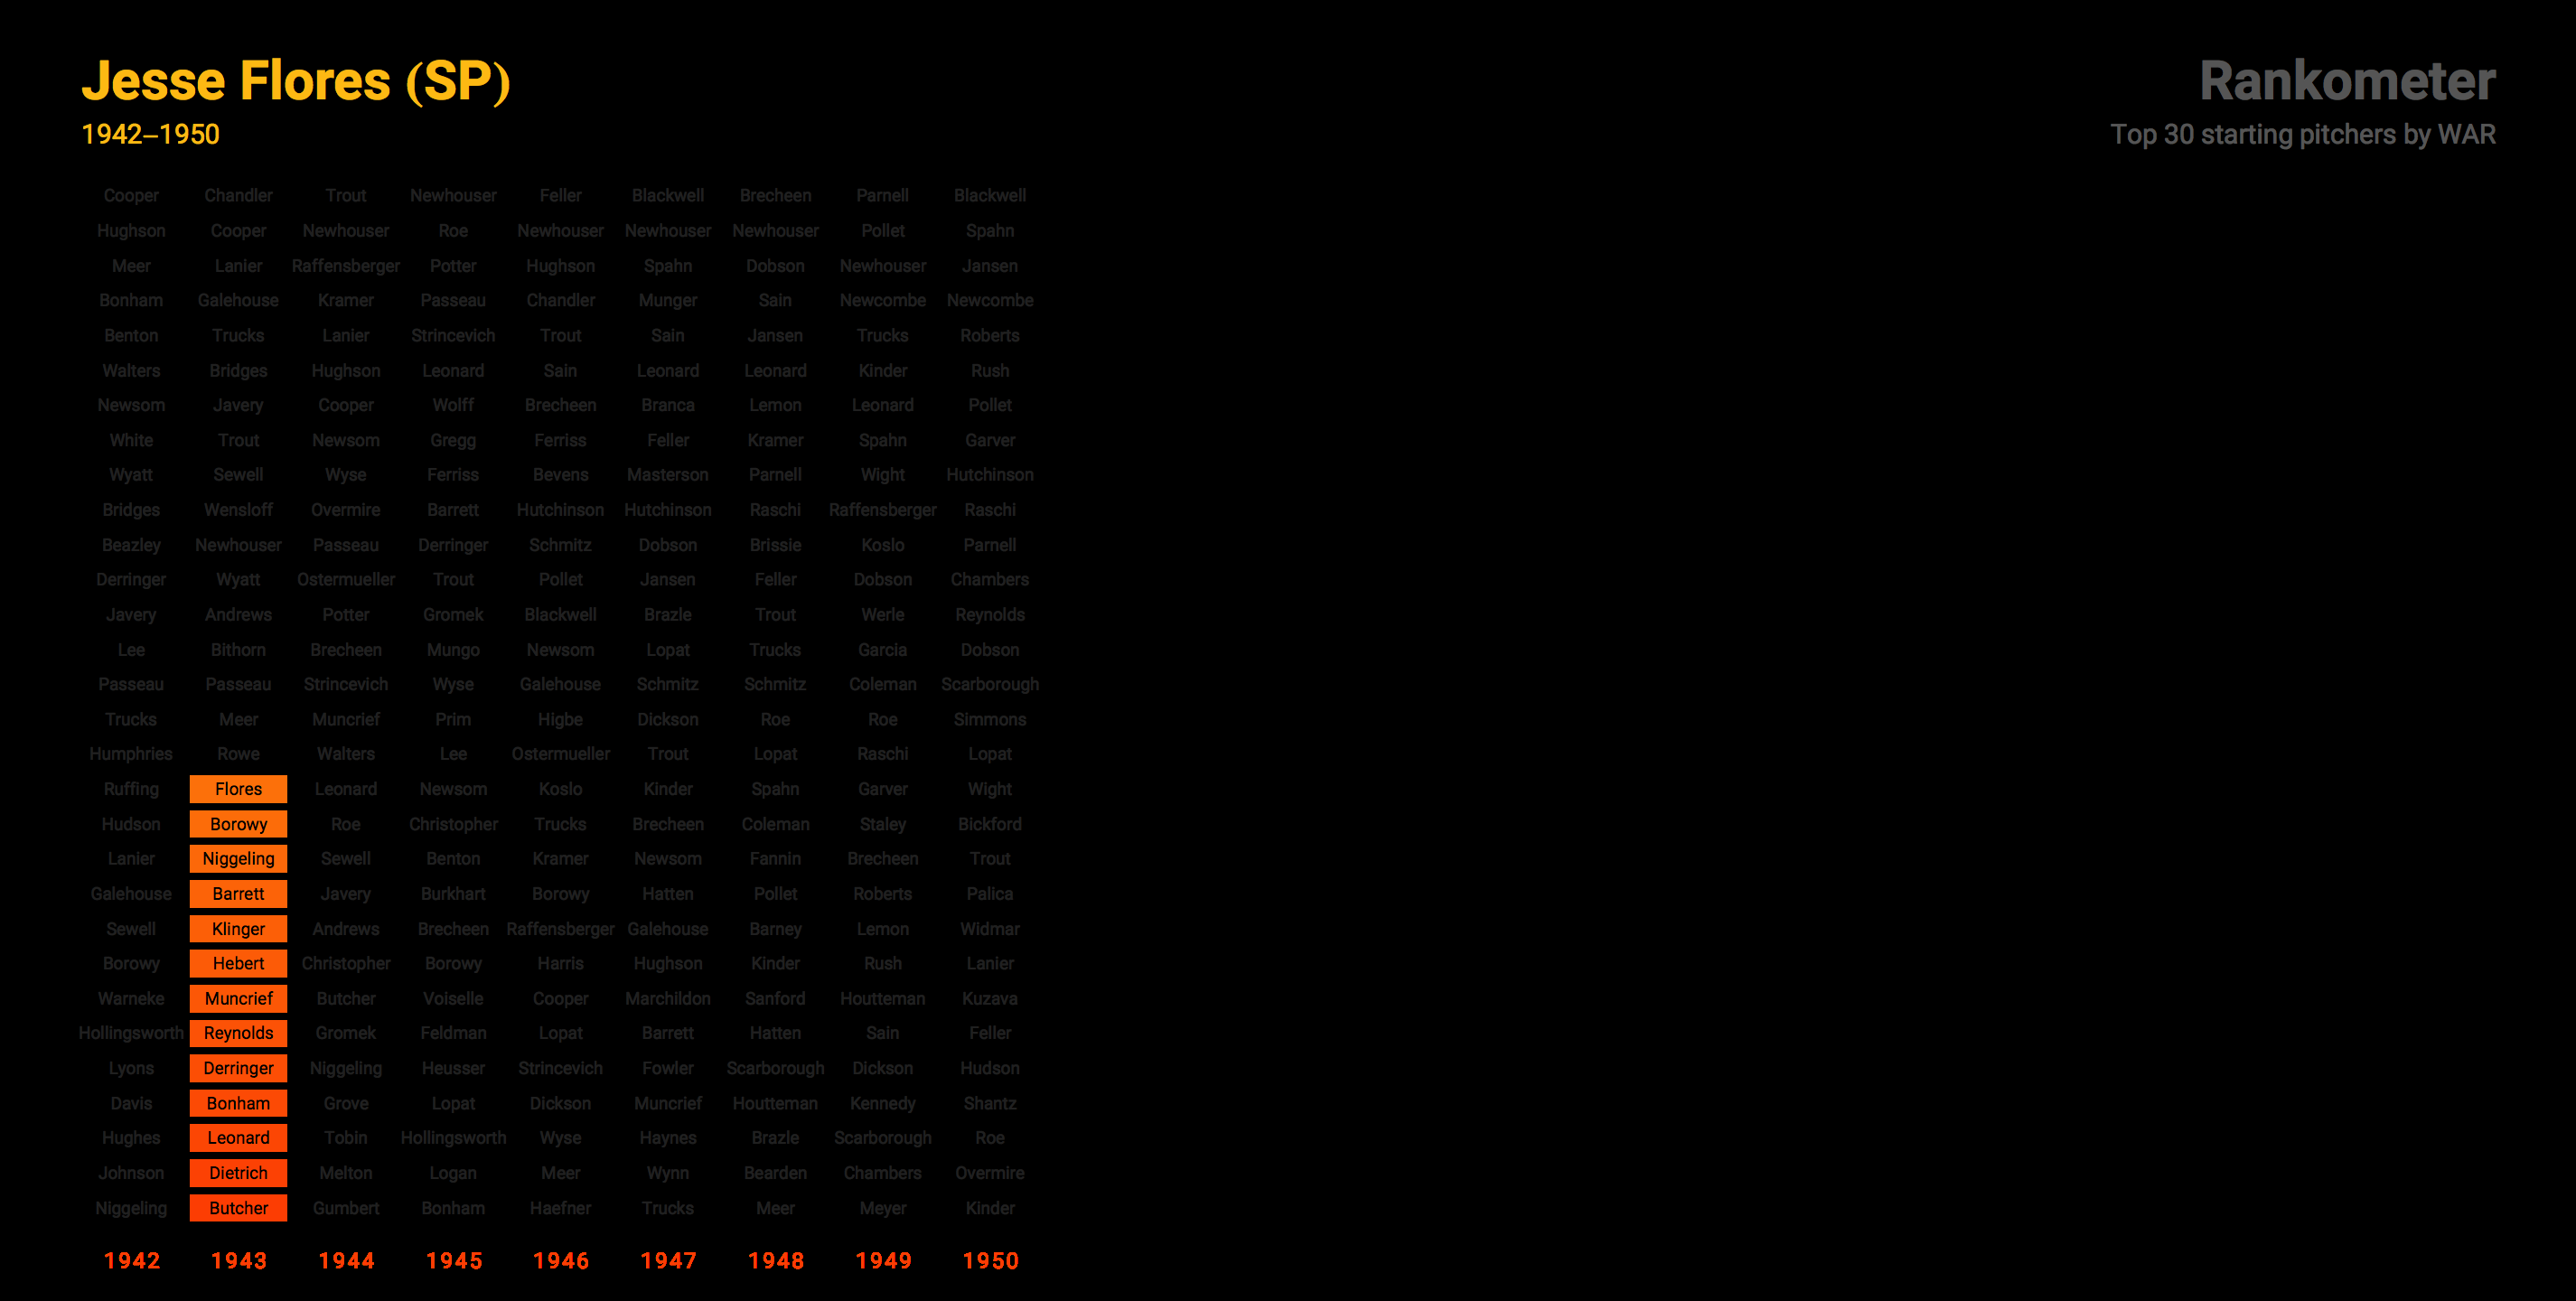 Jesse Flores (SP)
1942–1950
Rankometer
Top 30 starting pitchers by WAR
Cooper Chandler Trout Newhouser Feller Blackwell Brecheen Parnell Blackwell
Hughson Cooper Newhouser Roe Newhouser Newhouser Newhouser Pollet Spahn
Meer Lanier Raffensberger Potter Hughson Spahn Dobson Newhouser Jansen
Bonham Galehouse Kramer Passeau Chandler Munger Sain Newcombe Newcombe
Benton Trucks Lanier Strincevich Trout Sain Jansen Trucks Roberts
Walters Bridges Hughson Leonard Sain Leonard Leonard Kinder Rush
Newsom Javery Cooper Wolff Brecheen Branca Lemon Leonard Pollet
White Trout Newsom Gregg Ferriss Feller Kramer Spahn Garver
Wyatt Sewell Wyse Ferriss Bevens Masterson Parnell Wight Hutchinson
Bridges Wensloff Overmire Barrett Hutchinson Hutchinson Raschi Raffensberger Raschi
Beazley Newhouser Passeau Derringer Schmitz Dobson Brissie Koslo Parnell
Derringer Wyatt Ostermueller Trout Pollet Jansen Feller Dobson Chambers
Javery Andrews Potter Gromek Blackwell Brazle Trout Werle Reynolds
Lee Bithorn Brecheen Mungo Newsom Lopat Trucks Garcia Dobson
Passeau Passeau Strincevich Wyse Galehouse Schmitz Schmitz Coleman Scarborough
Trucks Meer Muncrief Prim Higbe Dickson Roe Roe Simmons
Humphries Rowe Walters Lee Ostermueller Trout Lopat Raschi Lopat
Ruffing Flores Leonard Newsom Koslo Kinder Spahn Garver Wight
Hudson Borowy Roe Christopher Trucks Brecheen Coleman Staley Bickford
Lanier Niggeling Sewell Benton Kramer Newsom Fannin Brecheen Trout
Galehouse Barrett Javery Burkhart Borowy Hatten Pollet Roberts Palica
Sewell Klinger Andrews Brecheen Raffensberger Galehouse Barney Lemon Widmar
Borowy Hebert Christopher Borowy Harris Hughson Kinder Rush Lanier
Warneke Muncrief Butcher Voiselle Cooper Marchildon Sanford Houtteman Kuzava
Hollingsworth Reynolds Gromek Feldman Lopat Barrett Hatten Sain Feller
Lyons Derringer Niggeling Heusser Strincevich Fowler Scarborough Dickson Hudson
Davis Bonham Grove Lopat Dickson Muncrief Houtteman Kennedy Shantz
Hughes Leonard Tobin Hollingsworth Wyse Haynes Brazle Scarborough Roe
Johnson Dietrich Melton Logan Meer Wynn Bearden Chambers Overmire
Niggeling Butcher Gumbert Bonham Haefner Trucks Meer Meyer Kinder
1942 1943 1944 1945 1946 1947 1948 1949 1950